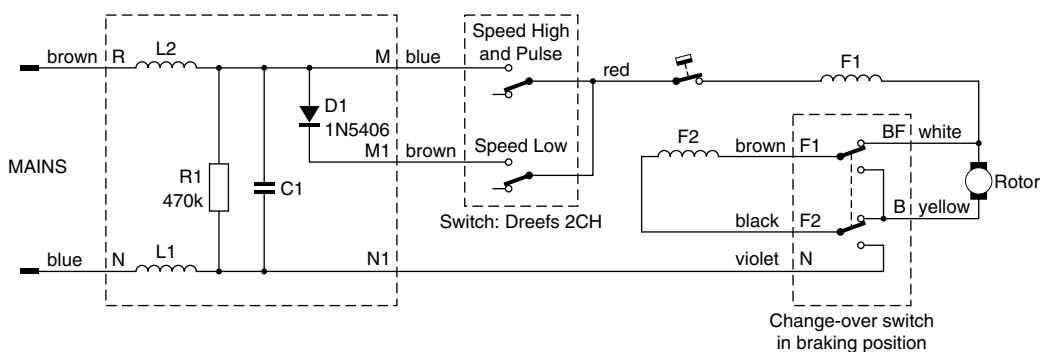 MAINS
brown
R
L2
blue
N
L1
R1
470k
C1
D1
1N5406
M
blue
M1
brown
N1
Speed High
and Pulse
Speed Low
Switch: Dreefs 2CH
red
F1
F2
brown
F1
BF
white
black
F2
B
yellow
violet
N
Rotor
Change-over switch
in braking position